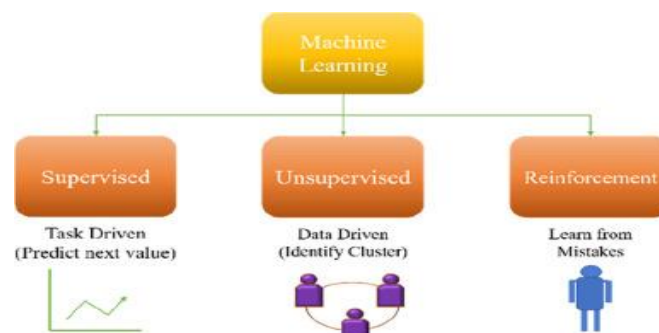 Machine
Learning
Supervised
Unsupervised
Reinforcement
Task Driven
(Predict next value)
Data Driven
(Identify Cluster)
Learn from
Mistakes